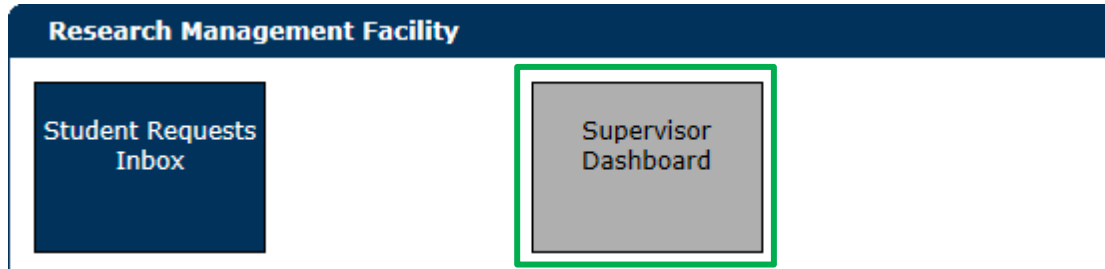 Research Management Facility
Student Requests
Inbox
Supervisor
Dashboard